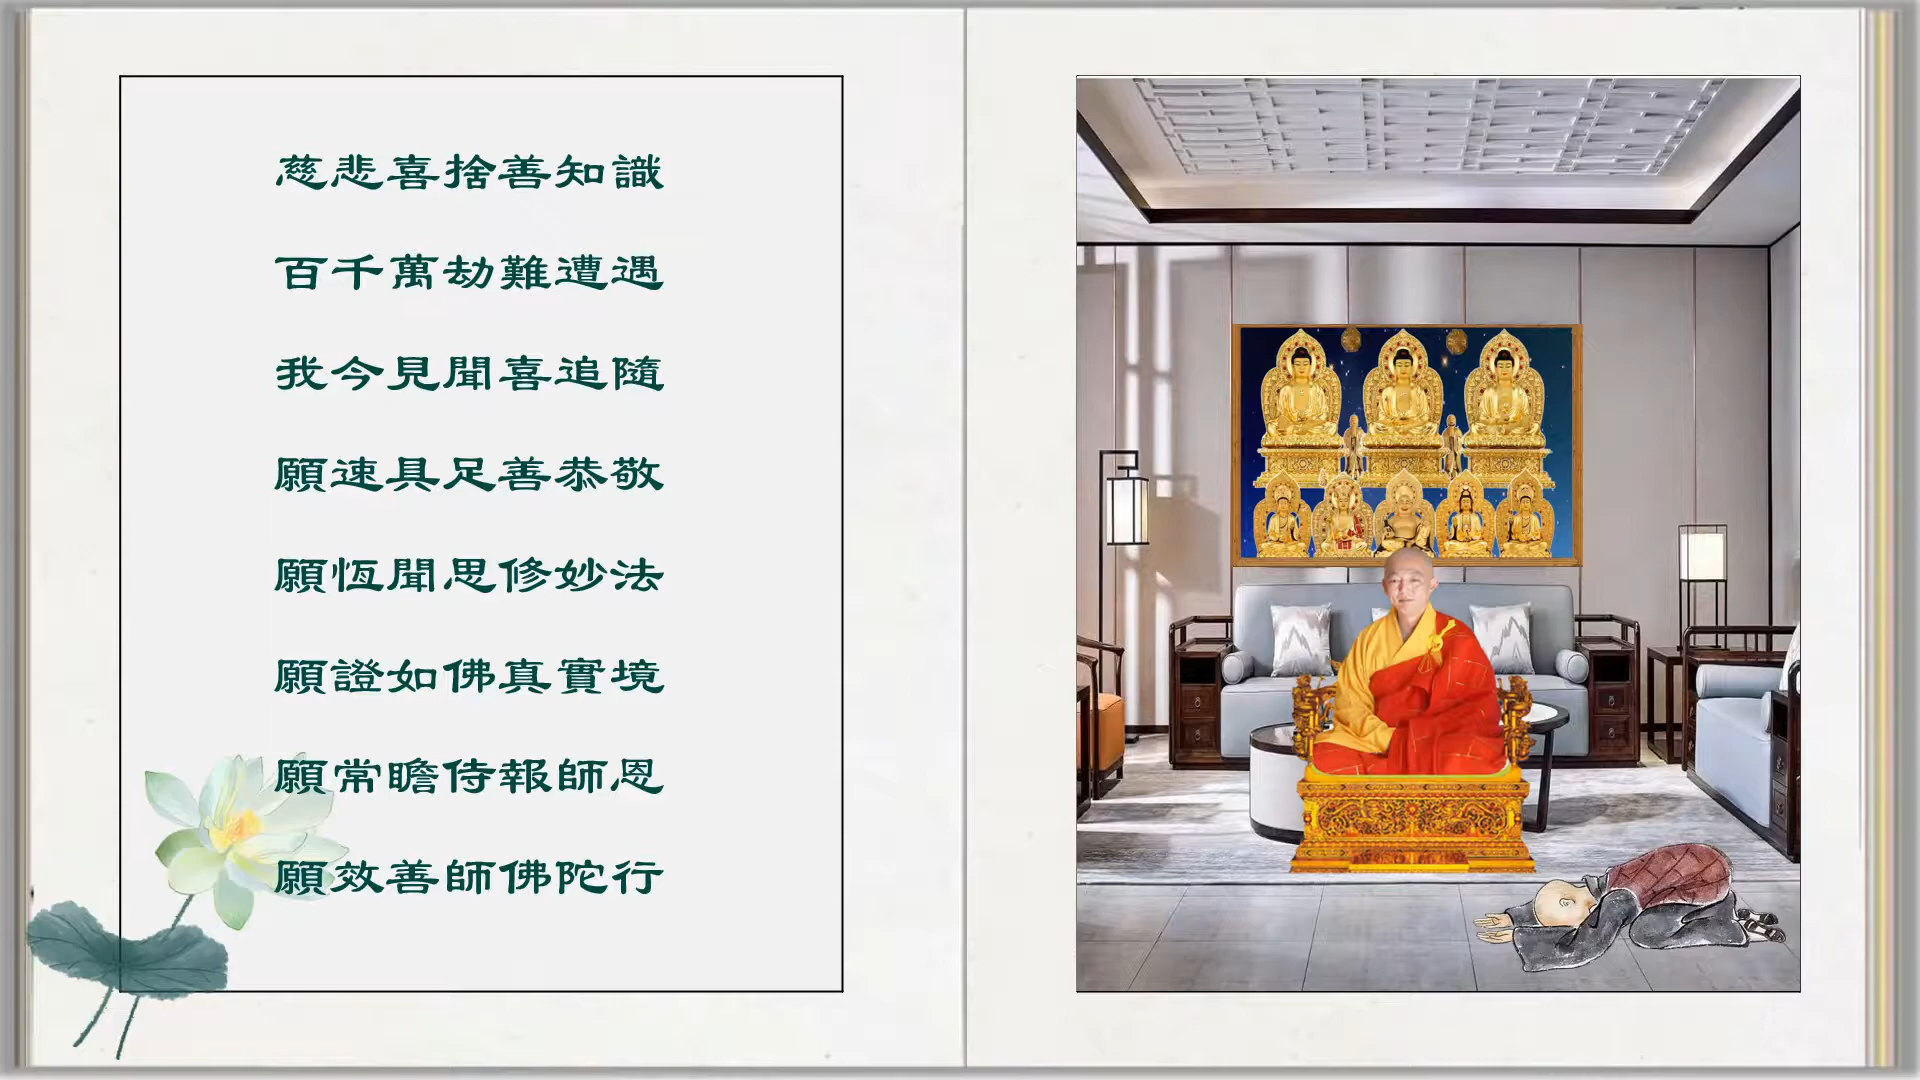 慈悲喜捨善知識
百千萬劫難遭遇
我今見聞喜追隨
願速具足善恭敬
願恆聞思修妙法
願證如佛真實境
願常瞻侍報師恩
願效善師佛陀行